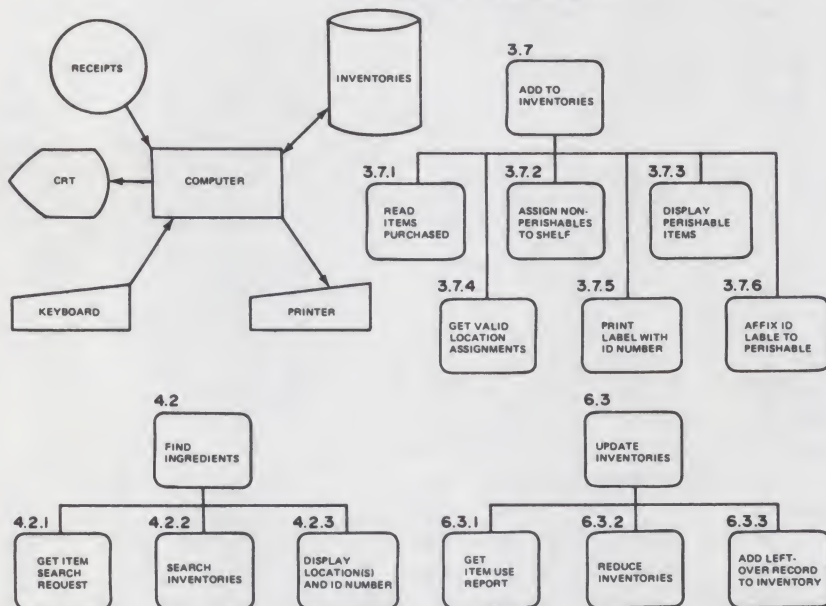 RECEIPTS
INVENTORIES
CRT
COMPUTER
KEYBOARD
PRINTER
3.7
ADD TO
INVENTORIES
3.7.1
READ
ITEMS
PURCHASED
3.7.2
ASSIGN NON-
PERISHABLES
TO SHELF
3.7.3
DISPLAY
PERISHABLE
ITEMS
3.7.4
GET VALID
LOCATION
ASSIGNMENTS
3.7.5
PRINT
LABEL WITH
ID NUMBER
3.7.6
AFFIX ID
LABLE TO
PERISHABLE
4.2
FIND
INGREDIENTS
4.2.1
GET ITEM
SEARCH
REQUEST
4.2.2
SEARCH
INVENTORIES
4.2.3
DISPLAY
LOCATION(S)
AND ID NUMBER
6.3
UPDATE
INVENTORIES
6.3.1
GET
ITEM USE
REPORT
6.3.2
REDUCE
INVENTORIES
6.3.3
ADD LEFT-
OVER RECORD
TO INVENTORY